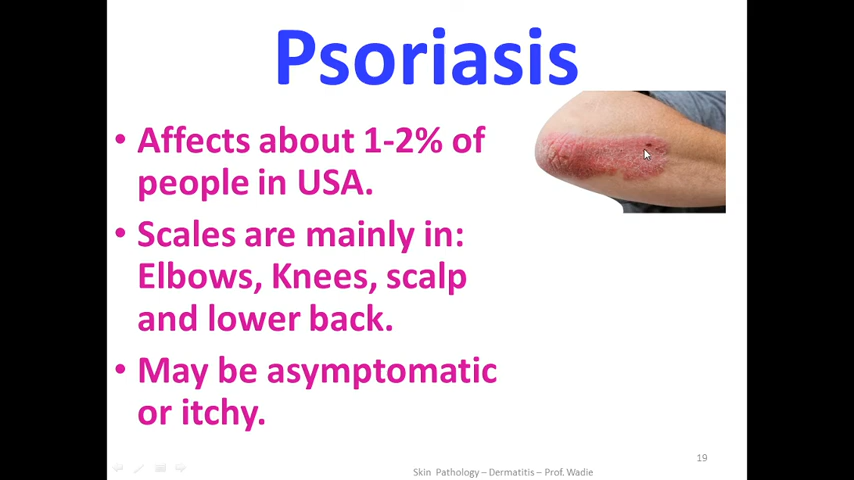 Psoriasis
• Affects about 1-2% of
people in USA.
• Scales are mainly in:
Elbows, Knees, scalp
and lower back.
• May be asymptomatic
or itchy.
19
Skin Pathology – Dermatitis – Prof. Wadie